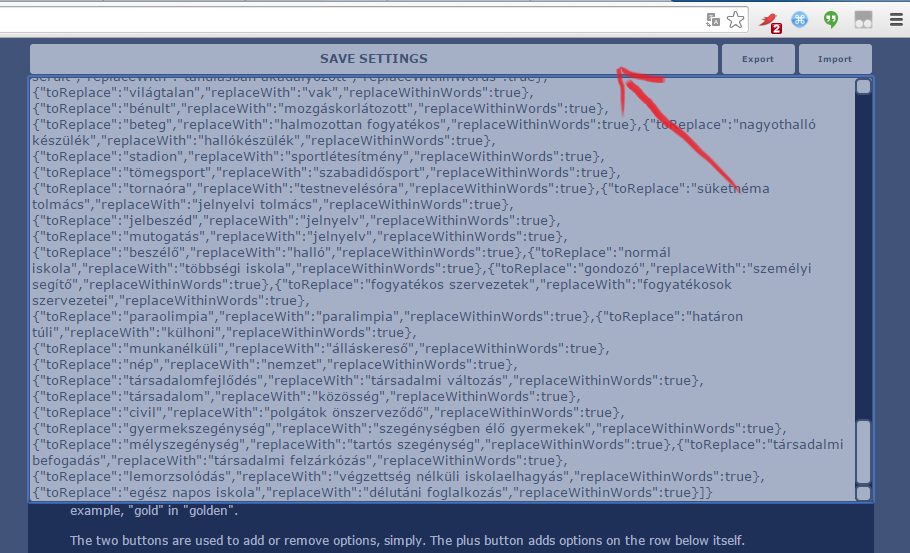 2
SAVE SETTINGS
Export
Import
sérült","replaceWith":"tanulásban akadályozott","replaceWithinWords":true},
{"toReplace":"világtalan","replaceWith":"vak","replaceWithinWords":true},
{"toReplace":"bénult","replaceWith":"mozgáskorlátozott","replaceWithinWords":true},
{"toReplace":"beteg","replaceWith":"halmozottan fogyatékos","replaceWithinWords":true},{"toReplace":"nagyothalló
készülék","replaceWith":"hallókészülék","replaceWithinWords":true},
{"toReplace":"stadion","replaceWith":"sportlétesítmény","replaceWithinWords":true},
{"toReplace":"tömegsport","replaceWith":"szabadidősport","replaceWithinWords":true},
{"toReplace":"tornaóra","replaceWith":"testnevelésóra","replaceWithinWords":true},{"toReplace":"süketnéma
tolmács","replaceWith":"jelnyelvi tolmács","replaceWithinWords":true},
{"toReplace":"jelbeszéd","replaceWith":"jelnyelv","replaceWithinWords":true},
{"toReplace":"mutogatás","replaceWith":"jelnyelv","replaceWithinWords":true},
{"toReplace":"beszélő","replaceWith":"halló","replaceWithinWords":true},{"toReplace":"normál
iskola","replaceWith":"többségi iskola","replaceWithinWords":true},{"toReplace":"gondozó","replaceWith":"személyi
segítő","replaceWithinWords":true},{"toReplace":"fogyatékos szervezetek","replaceWith":"fogyatékosok
szervezetei","replaceWithinWords":true},
{"toReplace":"paraolimpia","replaceWith":"paralimpia","replaceWithinWords":true},{"toReplace":"határon
túli","replaceWith":"külhoni","replaceWithinWords":true},
{"toReplace":"munkanélküli","replaceWith":"álláskereső","replaceWithinWords":true},
{"toReplace":"nép","replaceWith":"nemzet","replaceWithinWords":true},
{"toReplace":"társadalomfejlődés","replaceWith":"társadalmi változás","replaceWithinWords":true},
{"toReplace":"társadalom","replaceWith":"közösség","replaceWithinWords":true},
{"toReplace":"civil","replaceWith":"polgátok önszerveződő","replaceWithinWords":true},
{"toReplace":"gyermekszegénység","replaceWith":"szegénységben élő gyermekek","replaceWithinWords":true},
{"toReplace":"mélyszegénység","replaceWith":"tartós szegénység","replaceWithinWords":true},{"toReplace":"társadalmi
befogadás","replaceWith":"társadalmi felzárkózás","replaceWithinWords":true},
{"toReplace":"lemorzsolódás","replaceWith":"végzettség nélküli iskolaelhagyás","replaceWithinWords":true},
{"toReplace":"egész napos iskola","replaceWith":"délutáni foglalkozás","replaceWithinWords":true}]}
example, "gold" in "golden".
The two buttons are used to add or remove options, simply. The plus button adds options on the row below itself.